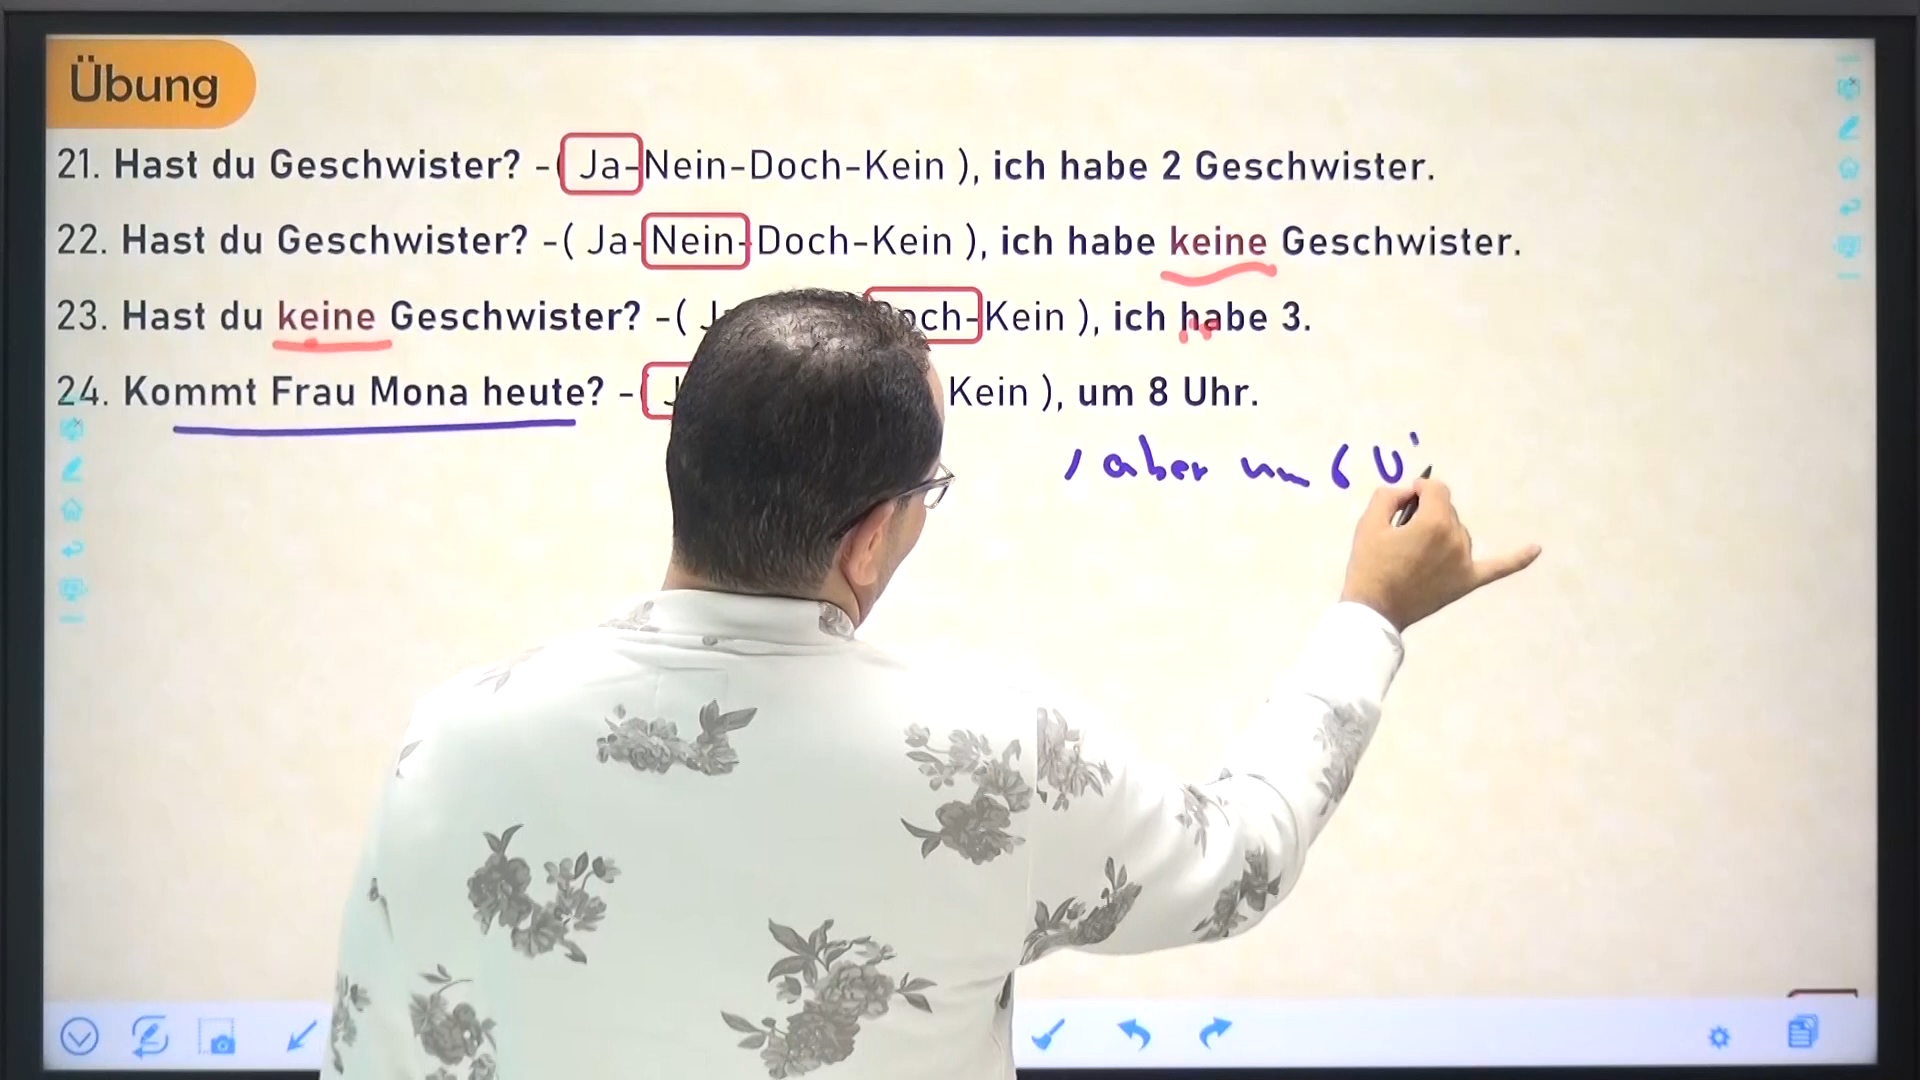 Übung
21. Hast du Geschwister? -( Ja-Nein-Doch-Kein ), ich habe 2 Geschwister.
22. Hast du Geschwister? -( Ja-Nein-Doch-Kein ), ich habe keine Geschwister.
23. Hast du keine Geschwister? -( J och-Kein ), ich habe 3.
24. Kommt Frau Mona heute? -( J Kein ), um 8 Uhr.
, aber um 6 U